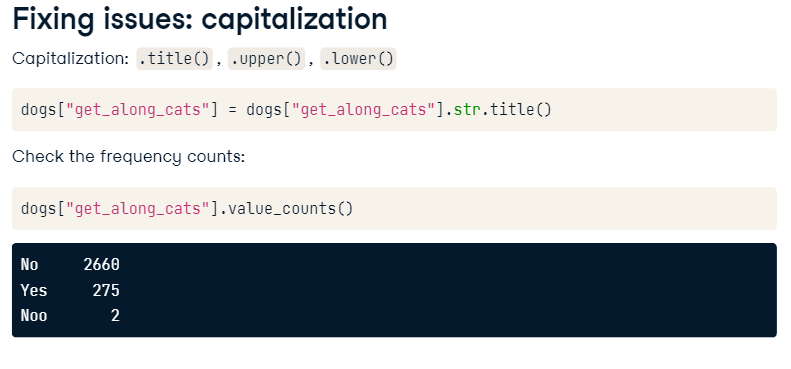 Fixing issues: capitalization
Capitalization: .title() , .upper() , .lower()
dogs["get_along_cats"] = dogs["get_along_cats"].str.title()
Check the frequency counts:
dogs["get_along_cats"].value_counts()
No 2660
Yes 275
Noo 2